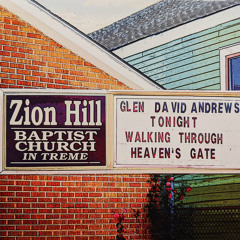 Zion Hill
BAPTIST
CHURCH
IN TREME
GLEN DAVID ANDREWS
TONIGHT
WALKING THROUGH
HEAVEN'S GATE